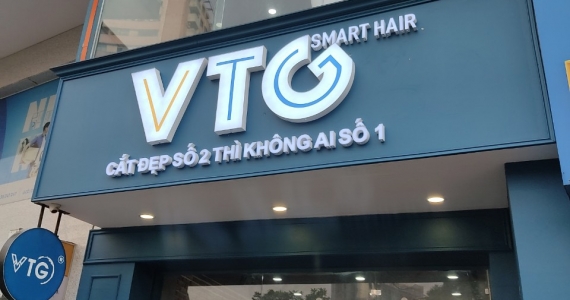 SMART HAIR
VTG
CẮT ĐẸP SỐ 2 THÌ KHÔNG AI SỐ 1
VTG